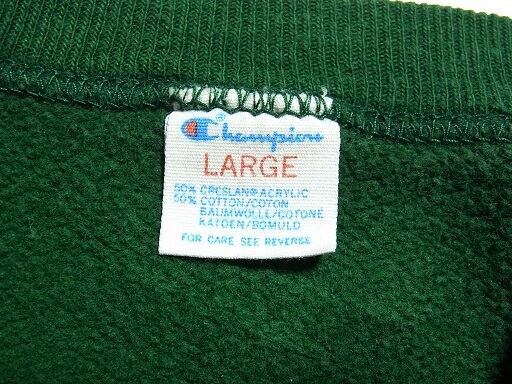 Champion
LARGE
50% CRESLAN® ACRYLIC
50% COTTON/COTON
BAUMWOLLE/COTONE
KATOEN/BOMULD
FOR CARE SEE REVERSE